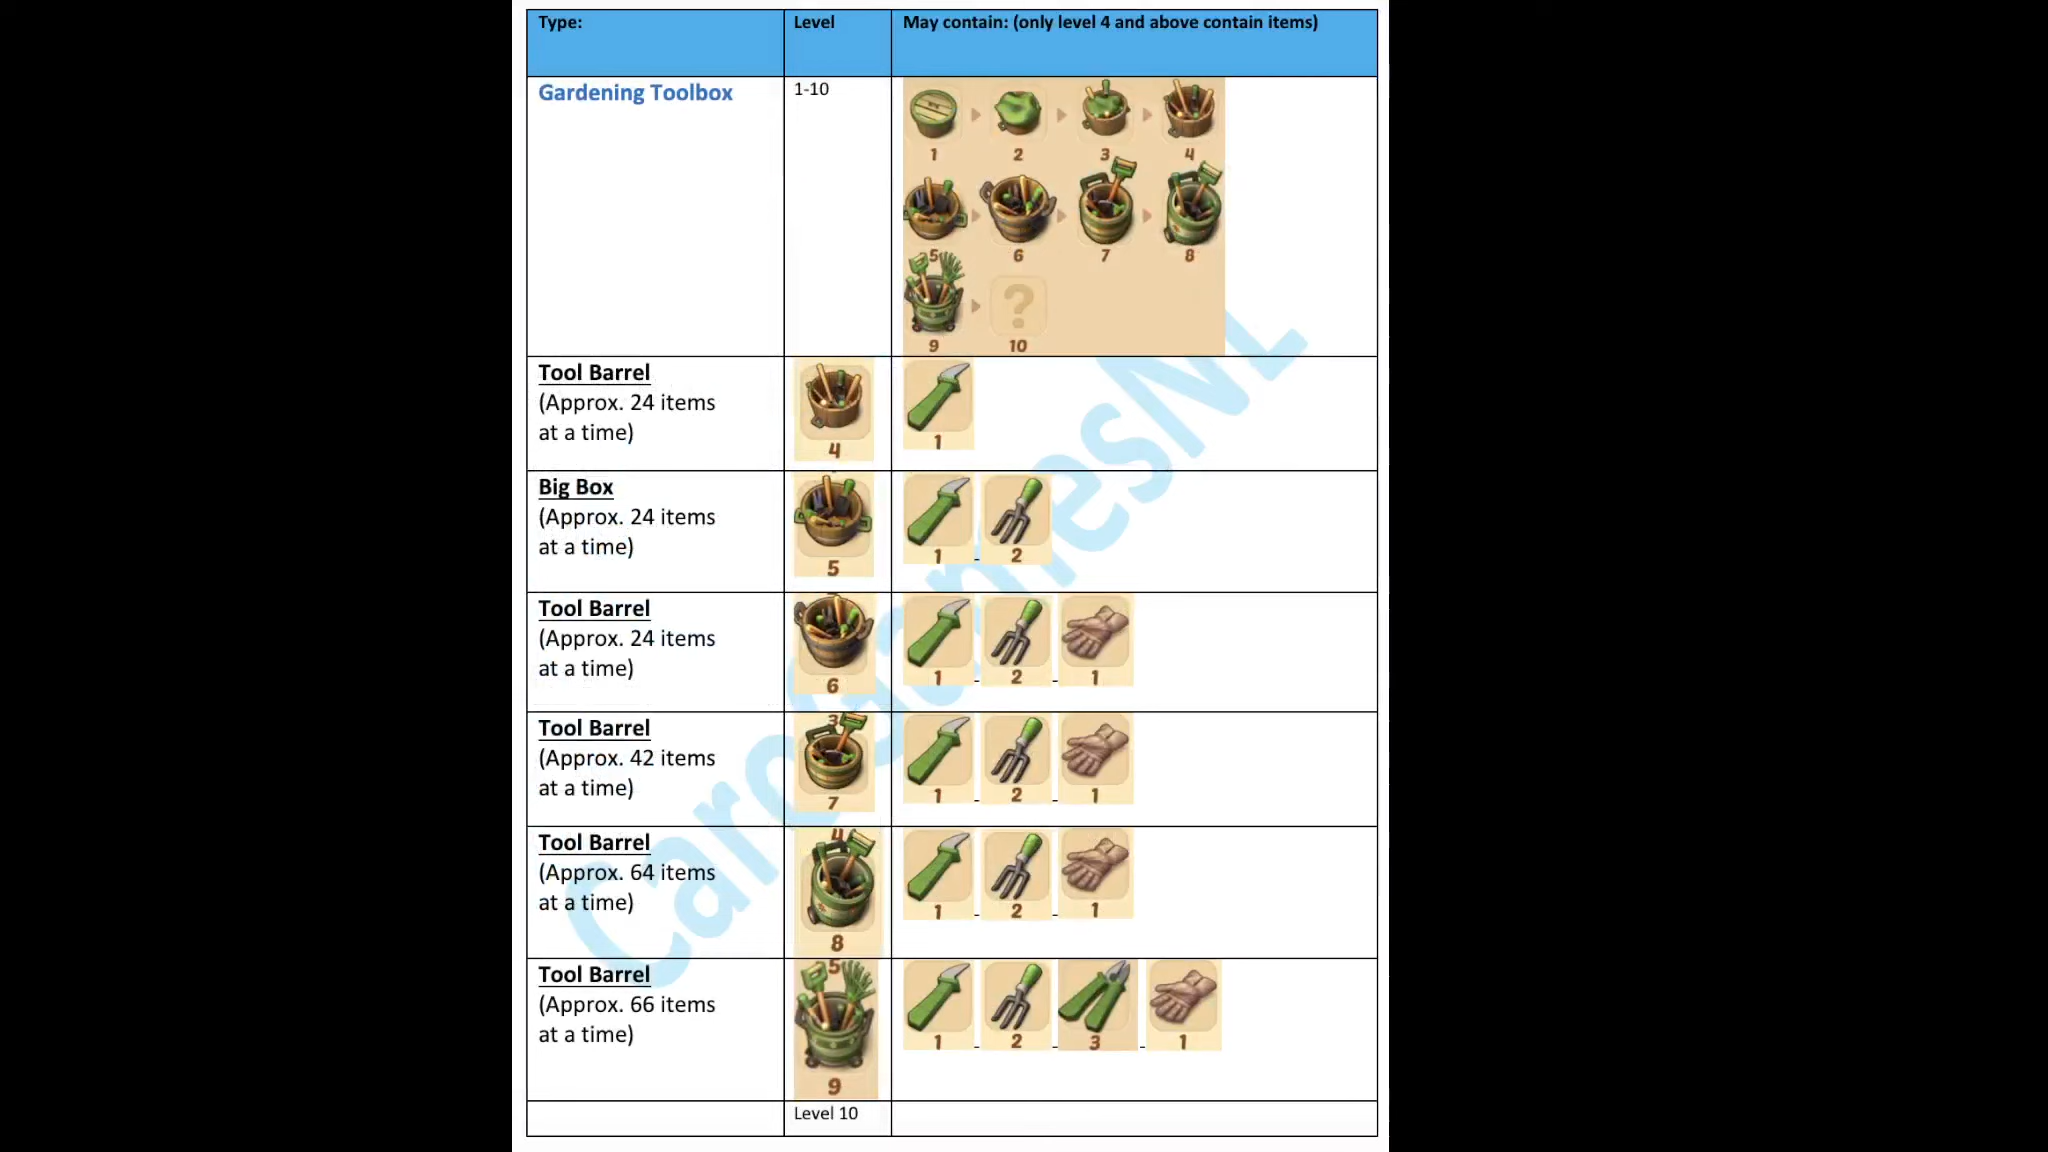 Type:
Level
May contain: (only level 4 and above contain items)
Gardening Toolbox
1-10
1
2
3
4
5
6
7
8
9
?
10
Tool Barrel
(Approx. 24 items
at a time)
4
1
Big Box
(Approx. 24 items
at a time)
5
1
2
Tool Barrel
(Approx. 24 items
at a time)
6
1
2
1
Tool Barrel
(Approx. 42 items
at a time)
3
7
1
2
1
Tool Barrel
(Approx. 64 items
at a time)
4
8
1
2
1
Tool Barrel
(Approx. 66 items
at a time)
5
9
1
2
3
1
Level 10
CaroGamesNL